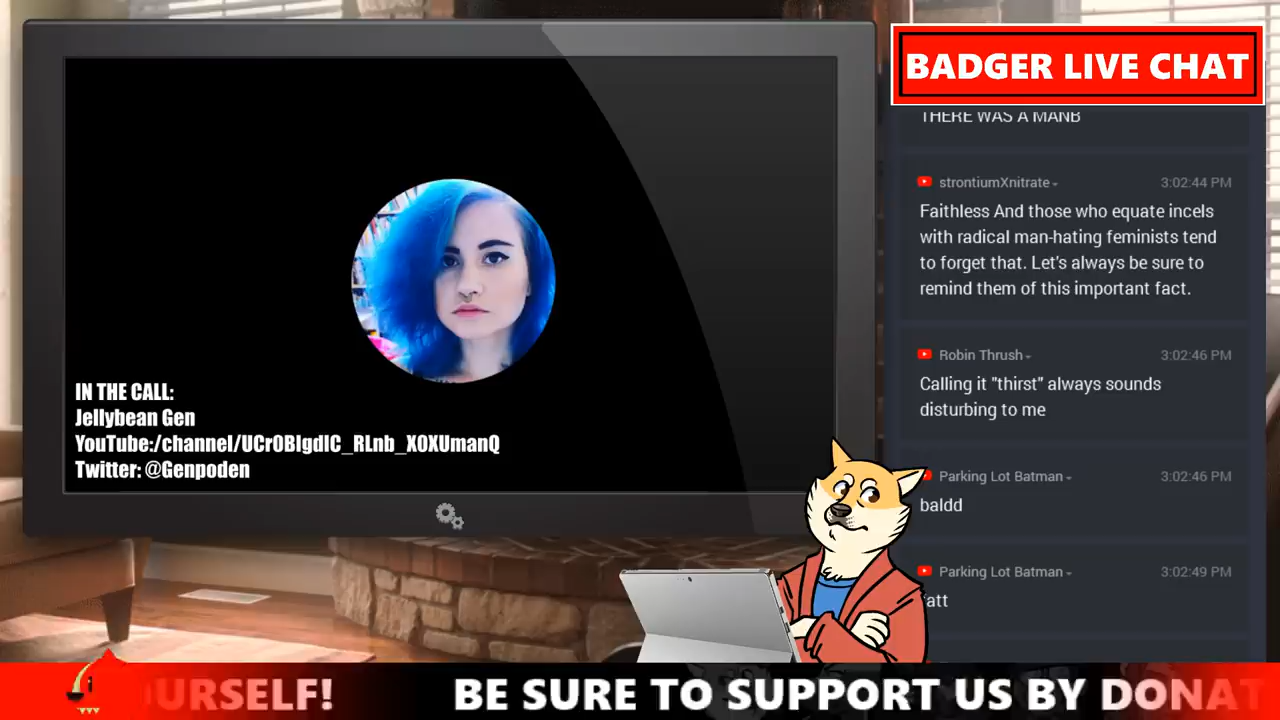 BADGER LIVE CHAT
THERE WAS A MANB
strontiumXnitrate
3:02:44 PM
Faithless And those who equate incels
with radical man-hating feminists tend
to forget that. Let's always be sure to
remind them of this important fact.
Robin Thrush
3:02:46 PM
Calling it "thirst" always sounds
disturbing to me
Parking Lot Batman
3:02:46 PM
baldd
Parking Lot Batman
3:02:49 PM
IN THE CALL:
Jellybean Gen
YouTube:/channel/UCr0BIgdIC_RLnb_XOXUmanQ
Twitter: @Genpoden
URSELF!
BE SURE TO SUPPORT US BY DONAT